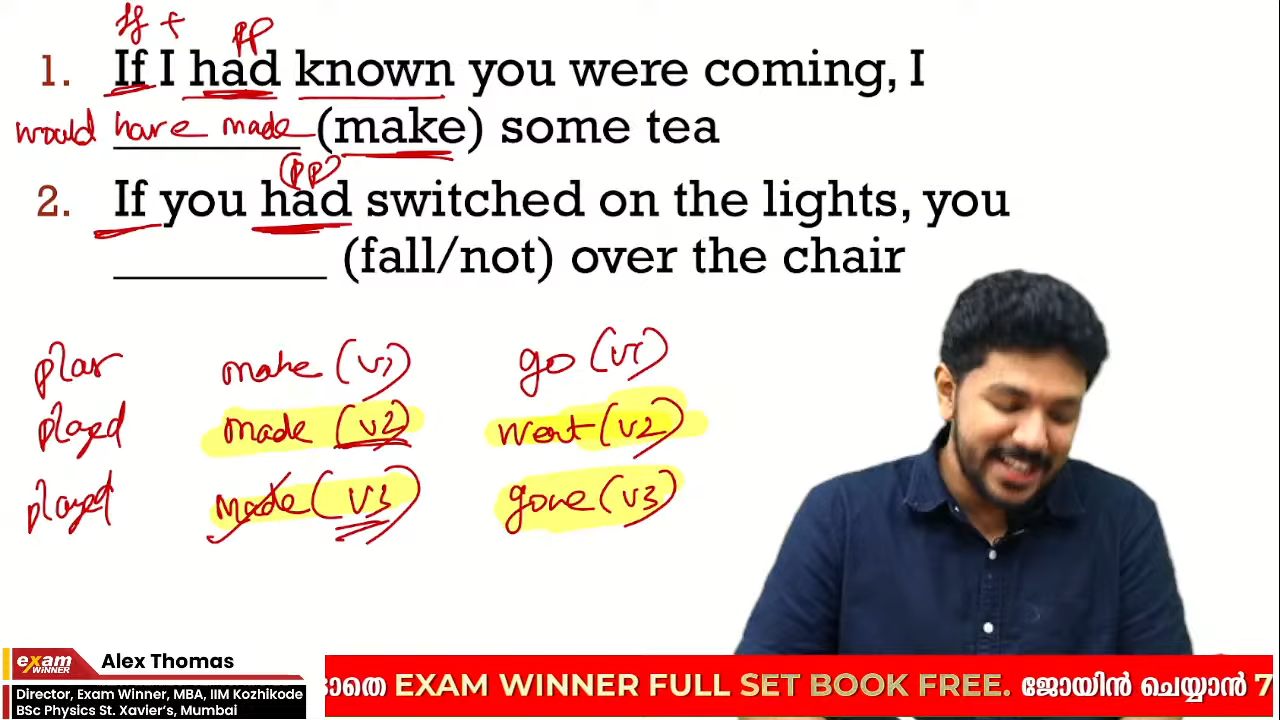 If + pp
1. If I had known you were coming, I
would have made (make) some tea
(pp)
2. If you had switched on the lights, you
__________ (fall/not) over the chair
play make (v1) go (v1)
played made (v2) went (v2)
played made (v3) gone (v3)
exam WINNER Alex Thomas
Director, Exam Winner, MBA, IIM Kozhikode
BSc Physics St. Xavier's, Mumbai
ടാതെ EXAM WINNER FULL SET BOOK FREE. ജോയിൻ ചെയ്യാൻ 7